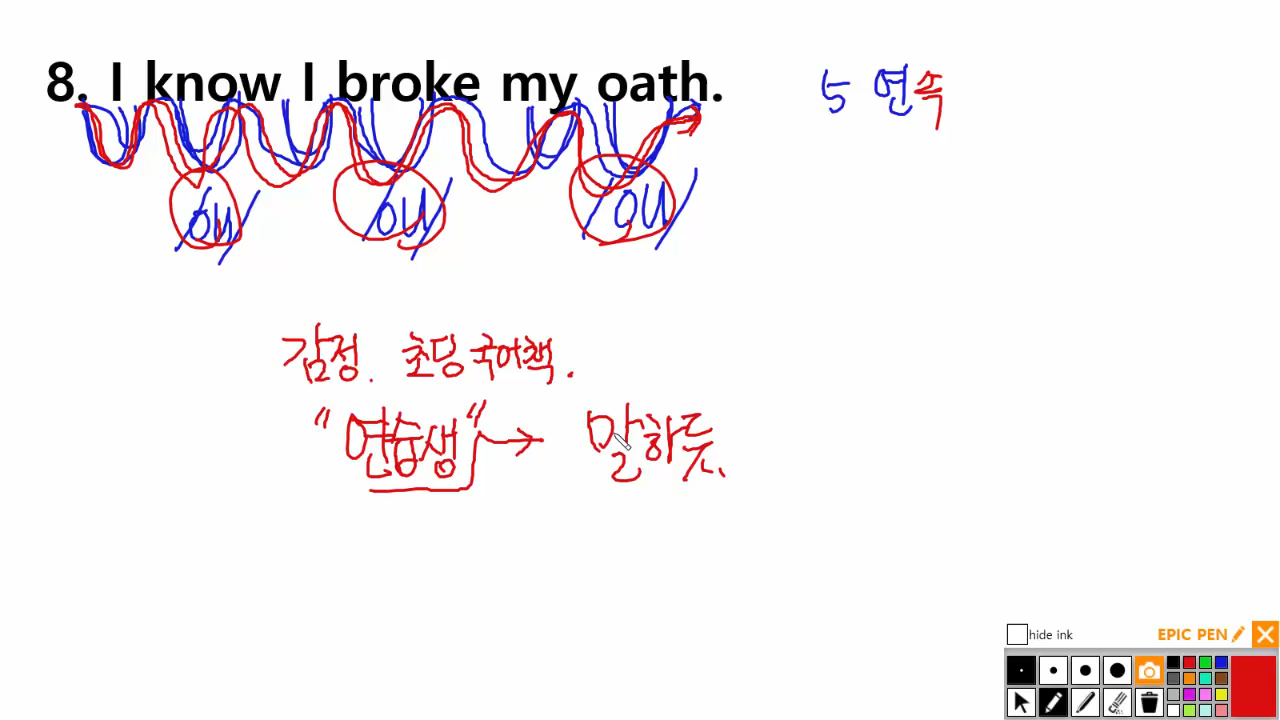 8. I know I broke my oath.
5 연속
/ou/ /ou/ /ou/
감정. 초딩 국어책.
"연습생" → 말하듯.
hide ink
EPIC PEN